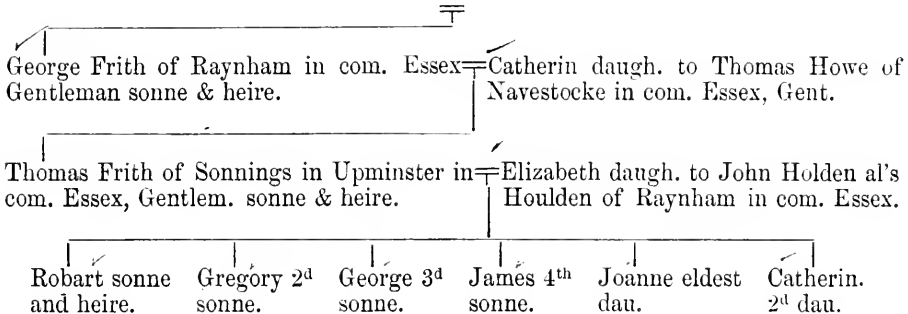 George Frith of Raynham in com. Essex=Catherin daugh. to Thomas Howe of
Gentleman sonne & heire. Navestocke in com. Essex, Gent.
Thomas Frith of Sonnings in Upminster in=Elizabeth daugh. to John Holden al's
com. Essex, Gentlem. sonne & heire. Houlden of Raynham in com. Essex.
Robart sonne Gregory 2ᵈ George 3ᵈ James 4ᵗʰ Joanne eldest Catherin.
and heire. sonne. sonne. sonne. dau. 2ᵈ dau.